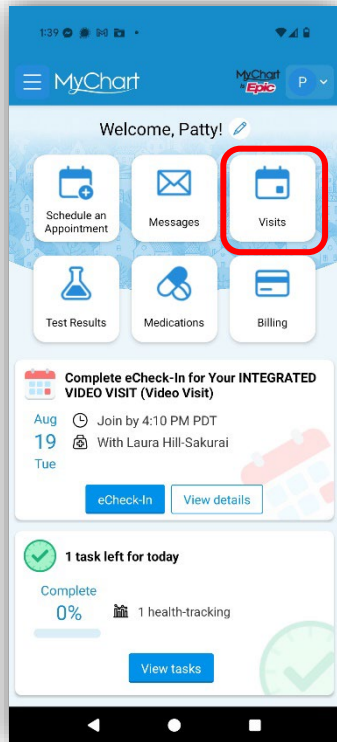 1:39
MyChart
MyChart
by Epic
P
Welcome, Patty!
Schedule an
Appointment
Messages
Visits
Test Results
Medications
Billing
Complete eCheck-In for Your INTEGRATED
VIDEO VISIT (Video Visit)
Aug
19
Tue
Join by 4:10 PM PDT
With Laura Hill-Sakurai
eCheck-In
View details
1 task left for today
Complete
0%
1 health-tracking
View tasks